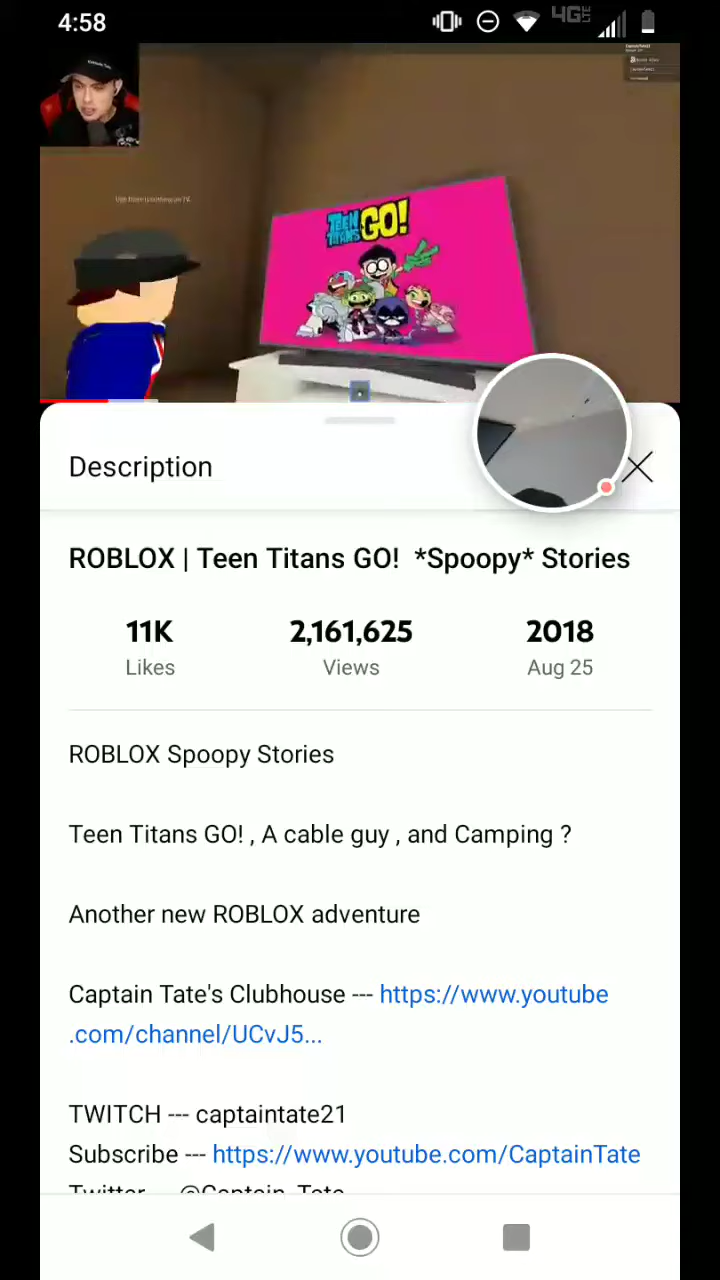 4:58
4G LTE
TEEN
TITANS GO!
Description
ROBLOX | Teen Titans GO!  *Spoopy* Stories
11K 2,161,625 2018
Likes Views Aug 25
ROBLOX Spoopy Stories
Teen Titans GO! , A cable guy , and Camping ?
Another new ROBLOX adventure
Captain Tate's Clubhouse --- https://www.youtube
.com/channel/UCvJ5...
TWITCH --- captaintate21
Subscribe --- https://www.youtube.com/CaptainTate